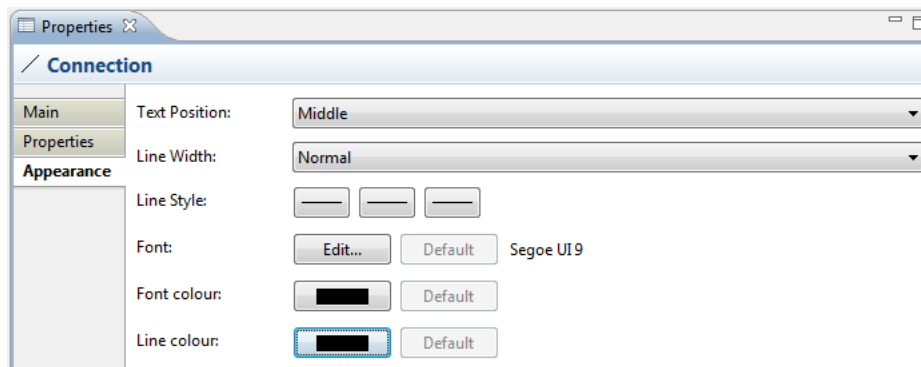 Properties
Connection
Main
Properties
Appearance
Text Position: Middle
Line Width: Normal
Line Style:
Font: Edit... Default Segoe UI 9
Font colour: Default
Line colour: Default